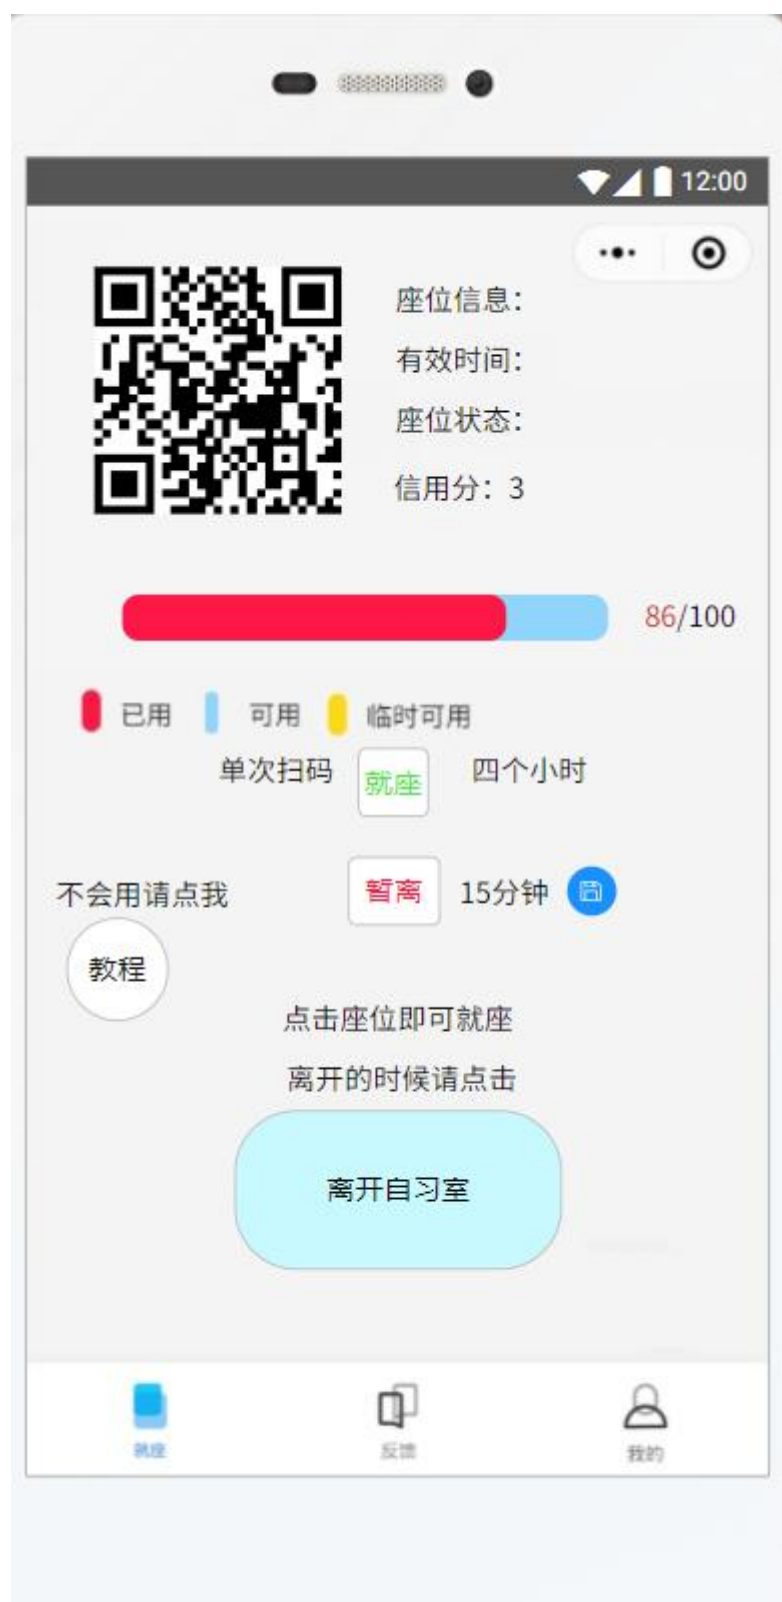 12:00
座位信息：
有效时间：
座位状态：
信用分：3
86/100
已用 可用 临时可用
单次扫码 就座 四个小时
不会用请点我 暂离 15分钟
教程
点击座位即可就座
离开的时候请点击
离开自习室
就座 反馈 我的